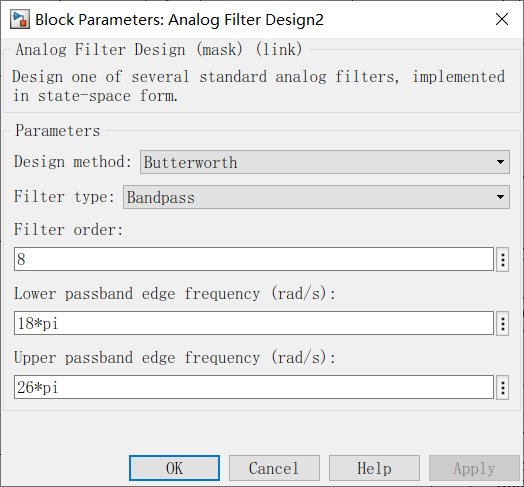 Block Parameters: Analog Filter Design2
Analog Filter Design (mask) (link)
Design one of several standard analog filters, implemented
in state-space form.
Parameters
Design method: Butterworth
Filter type: Bandpass
Filter order:
8
Lower passband edge frequency (rad/s):
18*pi
Upper passband edge frequency (rad/s):
26*pi
OK Cancel Help Apply